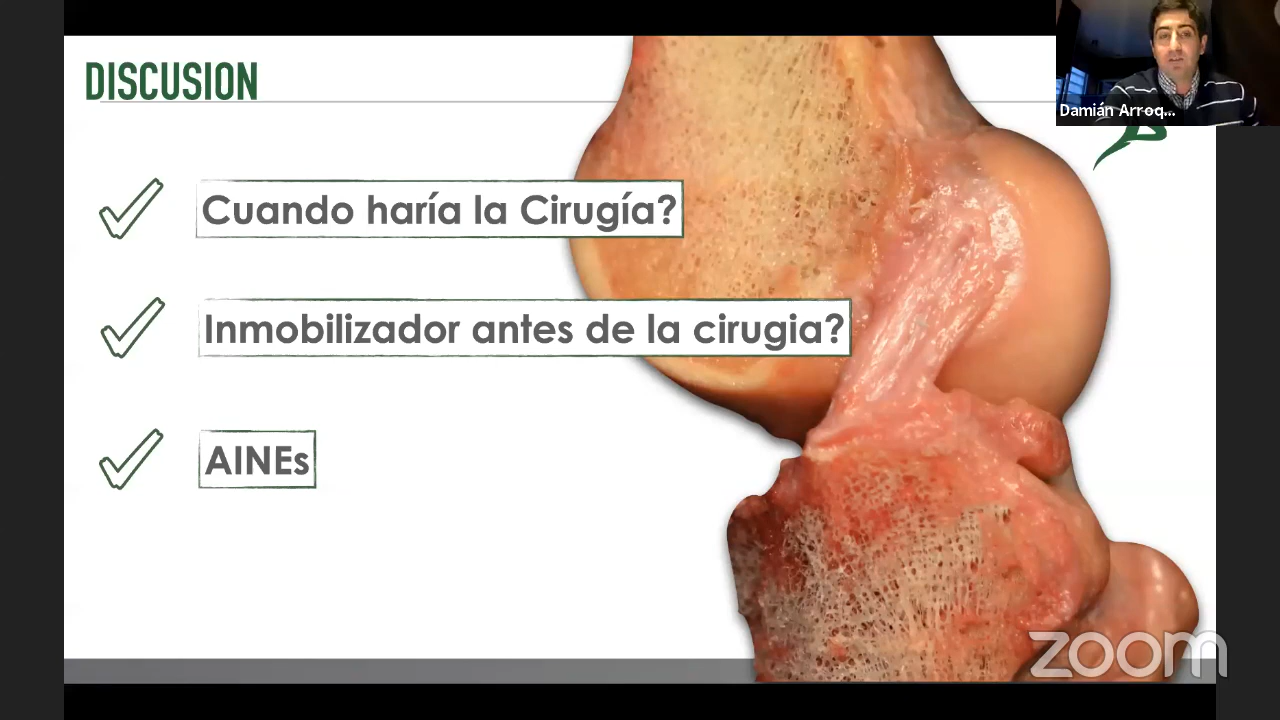 DISCUSION
Damián Arroq...
Cuando haría la Cirugía?
Inmobilizador antes de la cirugia?
AINEs
zoom